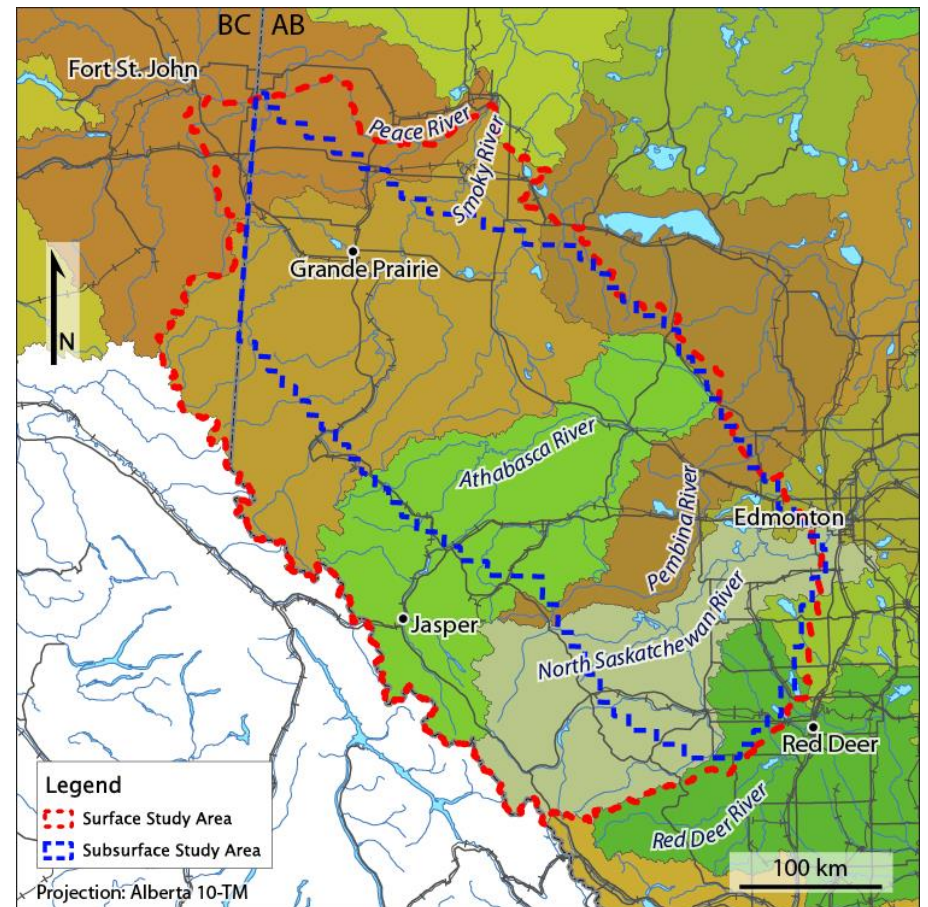 BC AB
Fort St. John
Peace River
Smoky River
Grande Prairie
N
Athabasca River
Edmonton
Pembina River
Jasper
North Saskatchewan River
Red Deer
Legend
Surface Study Area
Subsurface Study Area
Red Deer River
100 km
Projection: Alberta 10-TM